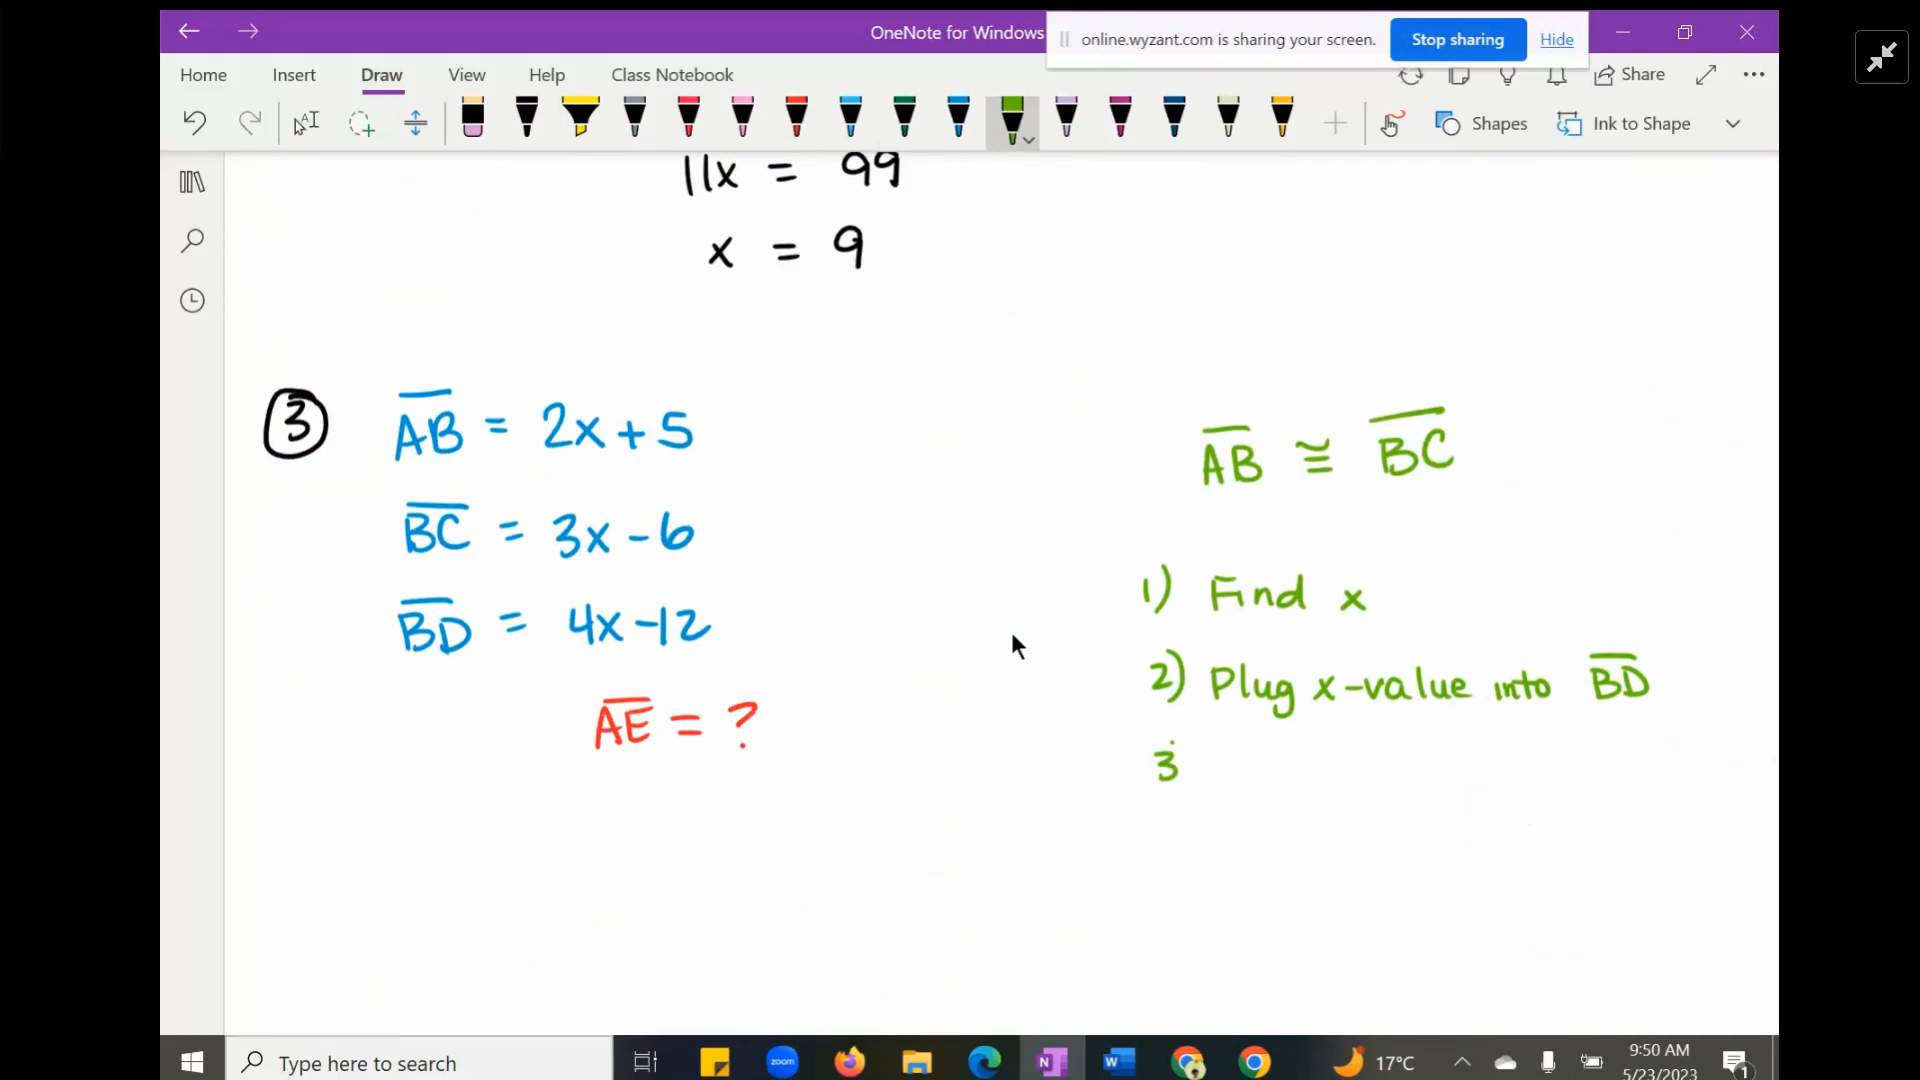 OneNote for Windows
online.wyzant.com is sharing your screen. Stop sharing Hide
Home Insert Draw View Help Class Notebook Share
Shapes Ink to Shape
11x = 99
x = 9
3
AB = 2x + 5
BC = 3x - 6
BD = 4x - 12
AE = ?
AB ≅ BC
1) Find x
2) Plug x-value into BD
3
Type here to search
zoom
17°C
9:50 AM
5/23/2023
1